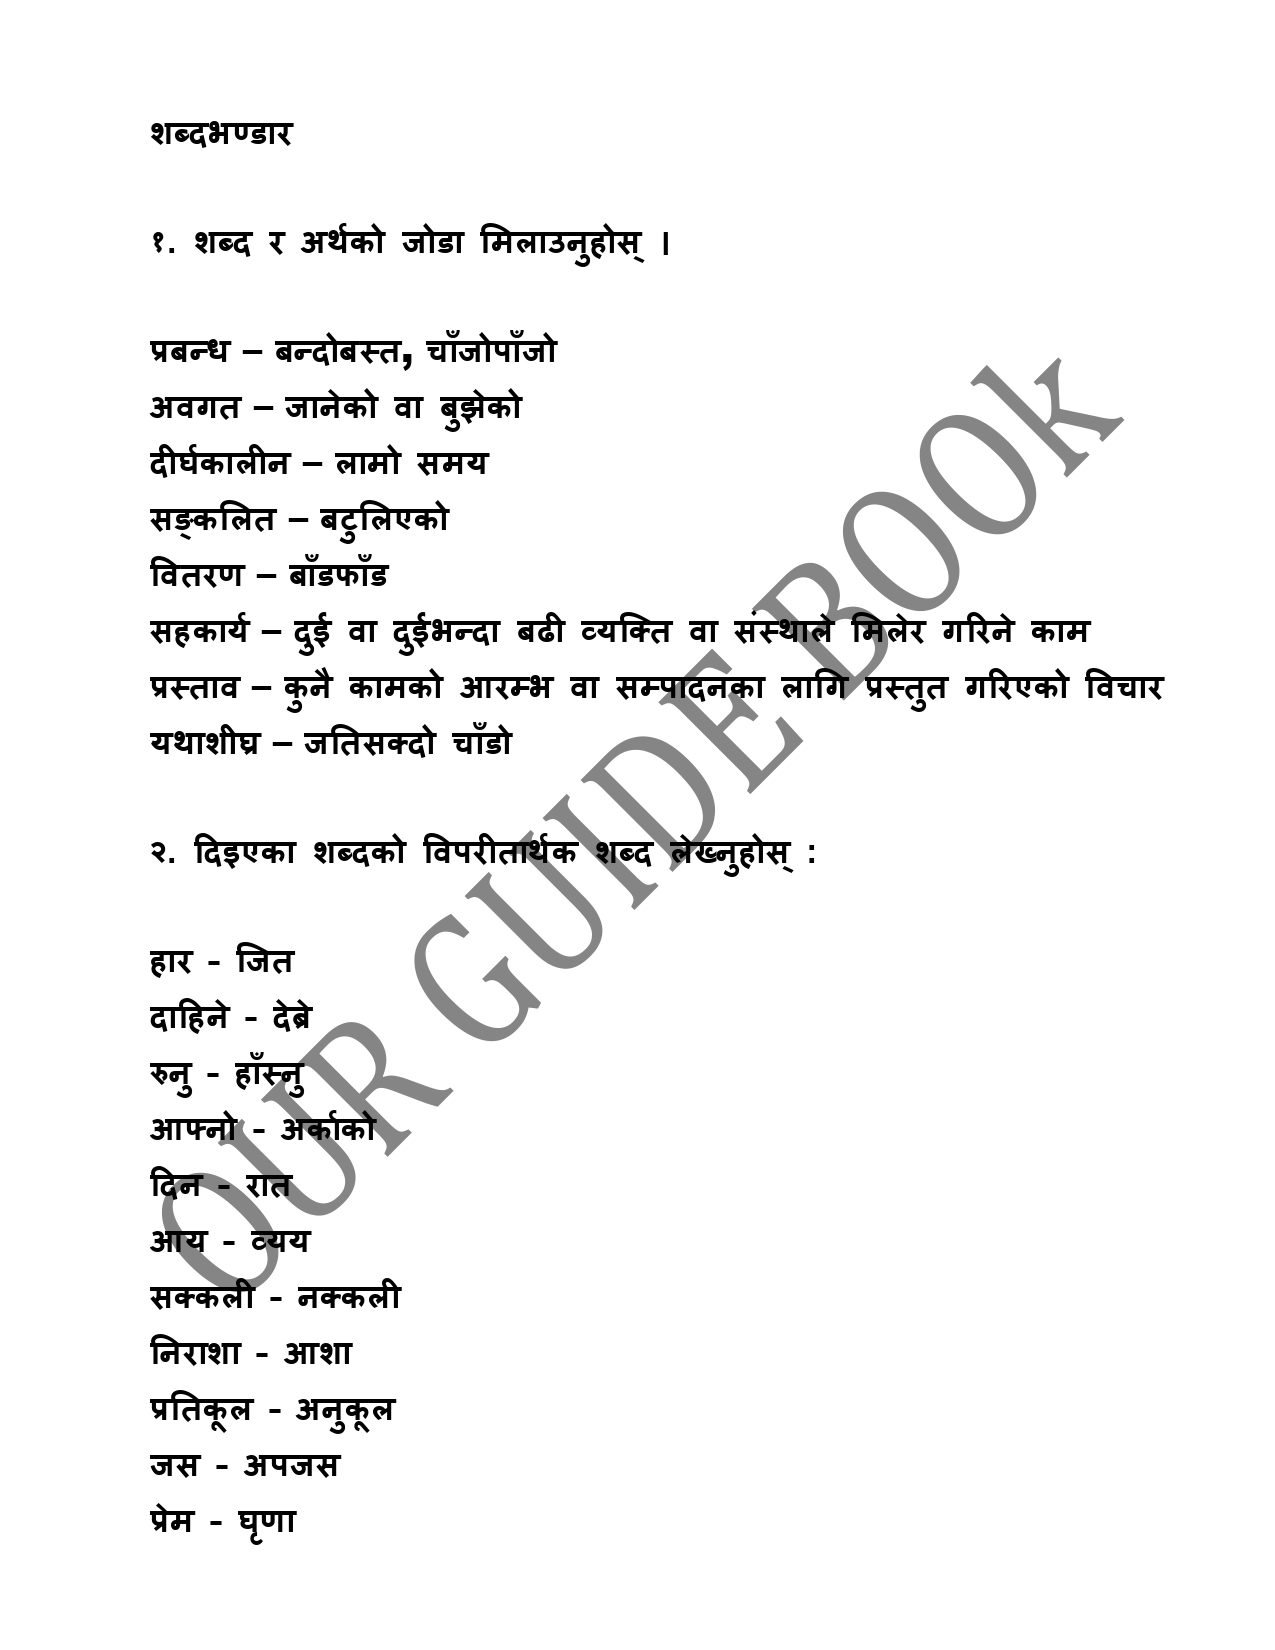 शब्दभण्डार
१. शब्द र अर्थको जोडा मिलाउनुहोस् ।
प्रबन्ध – बन्दोबस्त, चाँजोपाँजो
अवगत – जानेको वा बुझेको
दीर्घकालीन – लामो समय
सङ्कलित – बटुलिएको
वितरण – बाँडफाँड
सहकार्य – दुई वा दुईभन्दा बढी व्यक्ति वा संस्थाले मिलेर गरिने काम
प्रस्ताव – कुनै कामको आरम्भ वा सम्पादनका लागि प्रस्तुत गरिएको विचार
यथाशीघ्र – जतिसक्दो चाँडो
२. दिइएका शब्दको विपरीतार्थक शब्द लेख्नुहोस् :
हार - जित
दाहिने - देब्रे
रुनु - हाँस्नु
आफ्नो - अर्काको
दिन - रात
आय - व्यय
सक्कली - नक्कली
निराशा - आशा
प्रतिकूल - अनुकूल
जस - अपजस
प्रेम - घृणा
OUR GUIDE BOOk